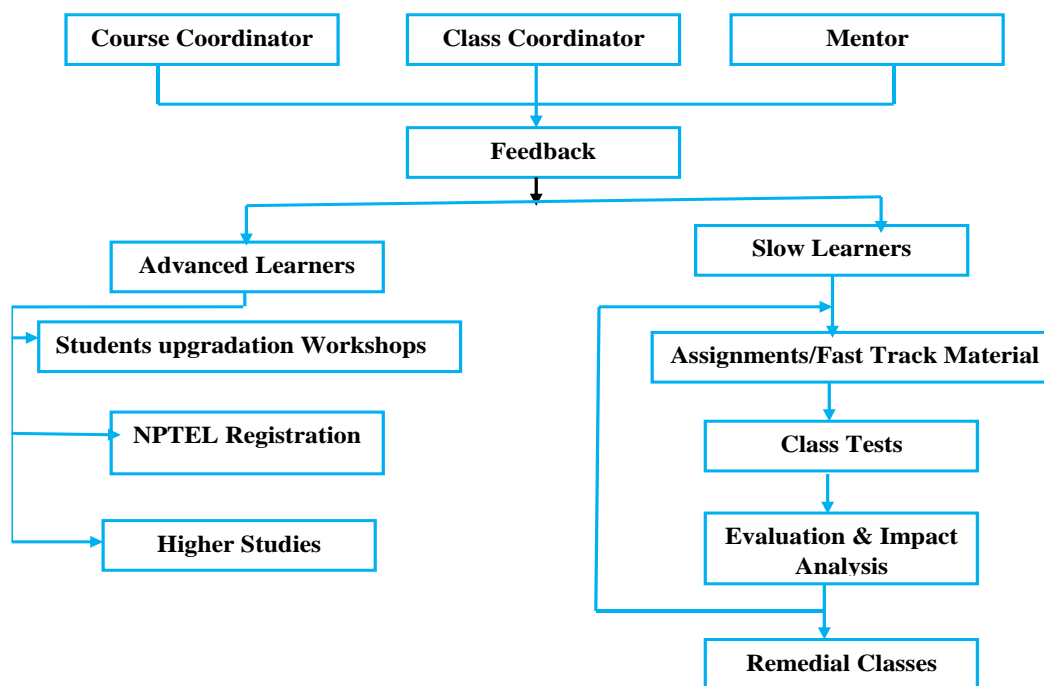 Course Coordinator
Class Coordinator
Mentor
Feedback
Advanced Learners
Students upgradation Workshops
NPTEL Registration
Higher Studies
Slow Learners
Assignments/Fast Track Material
Class Tests
Evaluation & Impact
Analysis
Remedial Classes